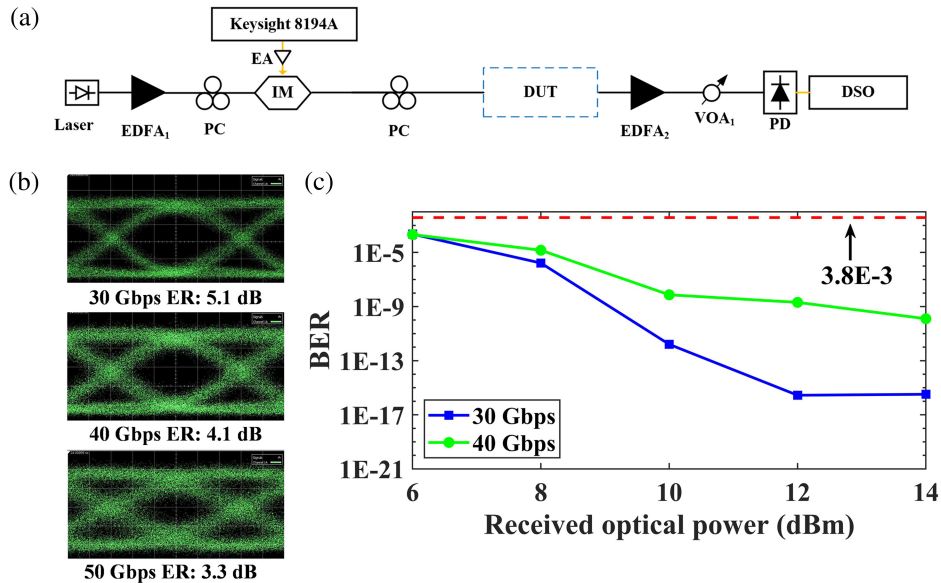 (a)
Keysight 8194A
EA
IM
DUT
DSO
Laser
EDFA1
PC
PC
EDFA2
VOA1
PD
(b)
30 Gbps ER: 5.1 dB
40 Gbps ER: 4.1 dB
50 Gbps ER: 3.3 dB
(c)
BER
1E-5
1E-9
1E-13
1E-17
1E-21
3.8E-3
30 Gbps
40 Gbps
6 8 10 12 14
Received optical power (dBm)